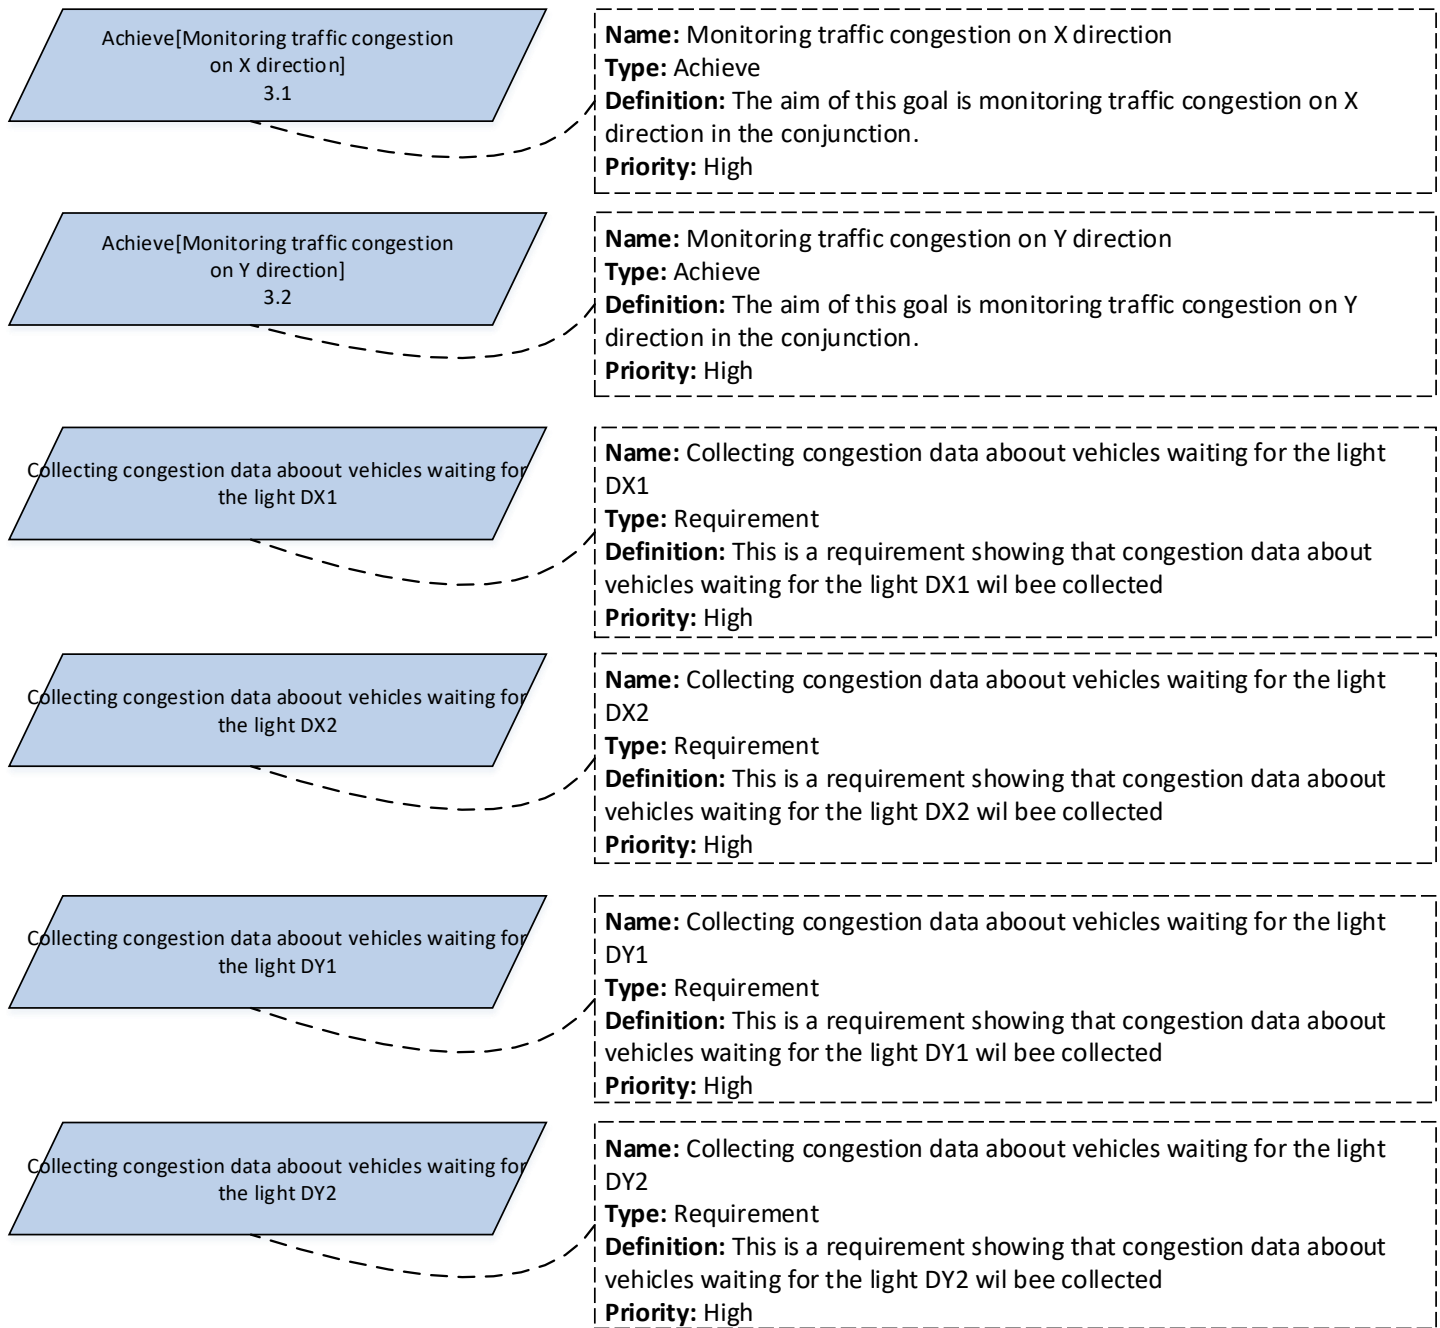 Achieve[Monitoring traffic congestion
on X direction]
3.1
Name: Monitoring traffic congestion on X direction
Type: Achieve
Definition: The aim of this goal is monitoring traffic congestion on X
direction in the conjunction.
Priority: High
Achieve[Monitoring traffic congestion
on Y direction]
3.2
Name: Monitoring traffic congestion on Y direction
Type: Achieve
Definition: The aim of this goal is monitoring traffic congestion on Y
direction in the conjunction.
Priority: High
Collecting congestion data aboout vehicles waiting for
the light DX1
Name: Collecting congestion data aboout vehicles waiting for the light
DX1
Type: Requirement
Definition: This is a requirement showing that congestion data about
vehicles waiting for the light DX1 wil bee collected
Priority: High
Collecting congestion data aboout vehicles waiting for
the light DX2
Name: Collecting congestion data aboout vehicles waiting for the light
DX2
Type: Requirement
Definition: This is a requirement showing that congestion data aboout
vehicles waiting for the light DX2 wil bee collected
Priority: High
Collecting congestion data aboout vehicles waiting for
the light DY1
Name: Collecting congestion data aboout vehicles waiting for the light
DY1
Type: Requirement
Definition: This is a requirement showing that congestion data aboout
vehicles waiting for the light DY1 wil bee collected
Priority: High
Collecting congestion data aboout vehicles waiting for
the light DY2
Name: Collecting congestion data aboout vehicles waiting for the light
DY2
Type: Requirement
Definition: This is a requirement showing that congestion data aboout
vehicles waiting for the light DY2 wil bee collected
Priority: High